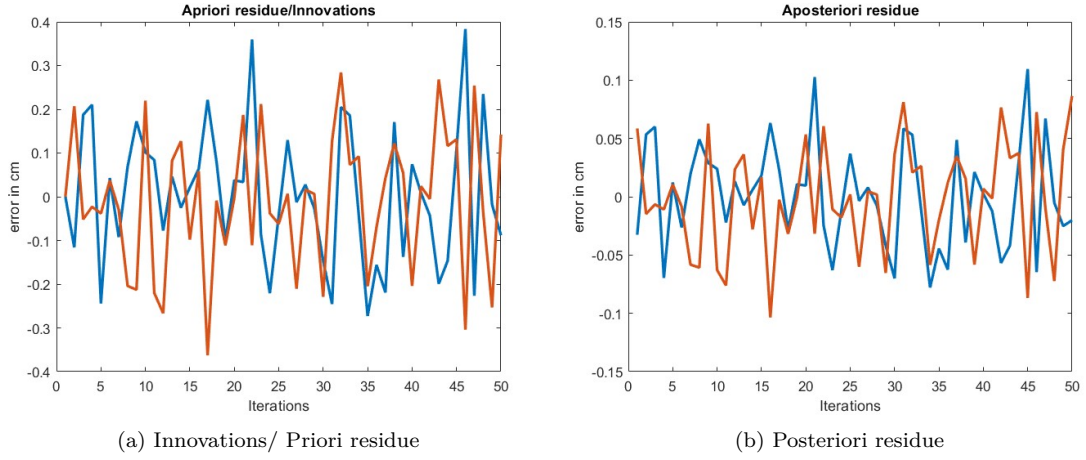 Apriori residue/Innovations
0.4
0.3
0.2
0.1
0
-0.1
-0.2
-0.3
-0.4
error in cm
0 5 10 15 20 25 30 35 40 45 50
Iterations
(a) Innovations/ Priori residue
Aposteriori residue
0.15
0.1
0.05
0
-0.05
-0.1
-0.15
error in cm
0 5 10 15 20 25 30 35 40 45 50
Iterations
(b) Posteriori residue